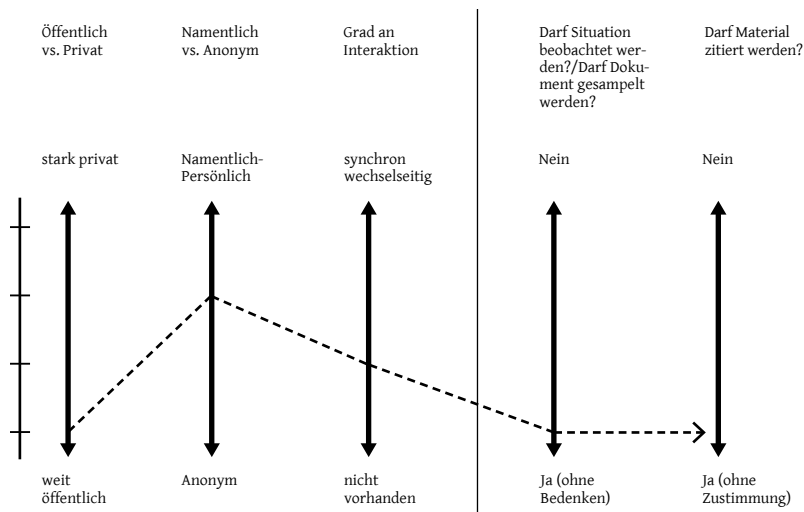 Öffentlich
vs. Privat
Namentlich
vs. Anonym
Grad an
Interaktion
Darf Situation
beobachtet wer-
den?/Darf Doku-
ment gesampelt
werden?
Darf Material
zitiert werden?
stark privat
Namentlich-
Persönlich
synchron
wechselseitig
Nein
Nein
weit
öffentlich
Anonym
nicht
vorhanden
Ja (ohne
Bedenken)
Ja (ohne
Zustimmung)